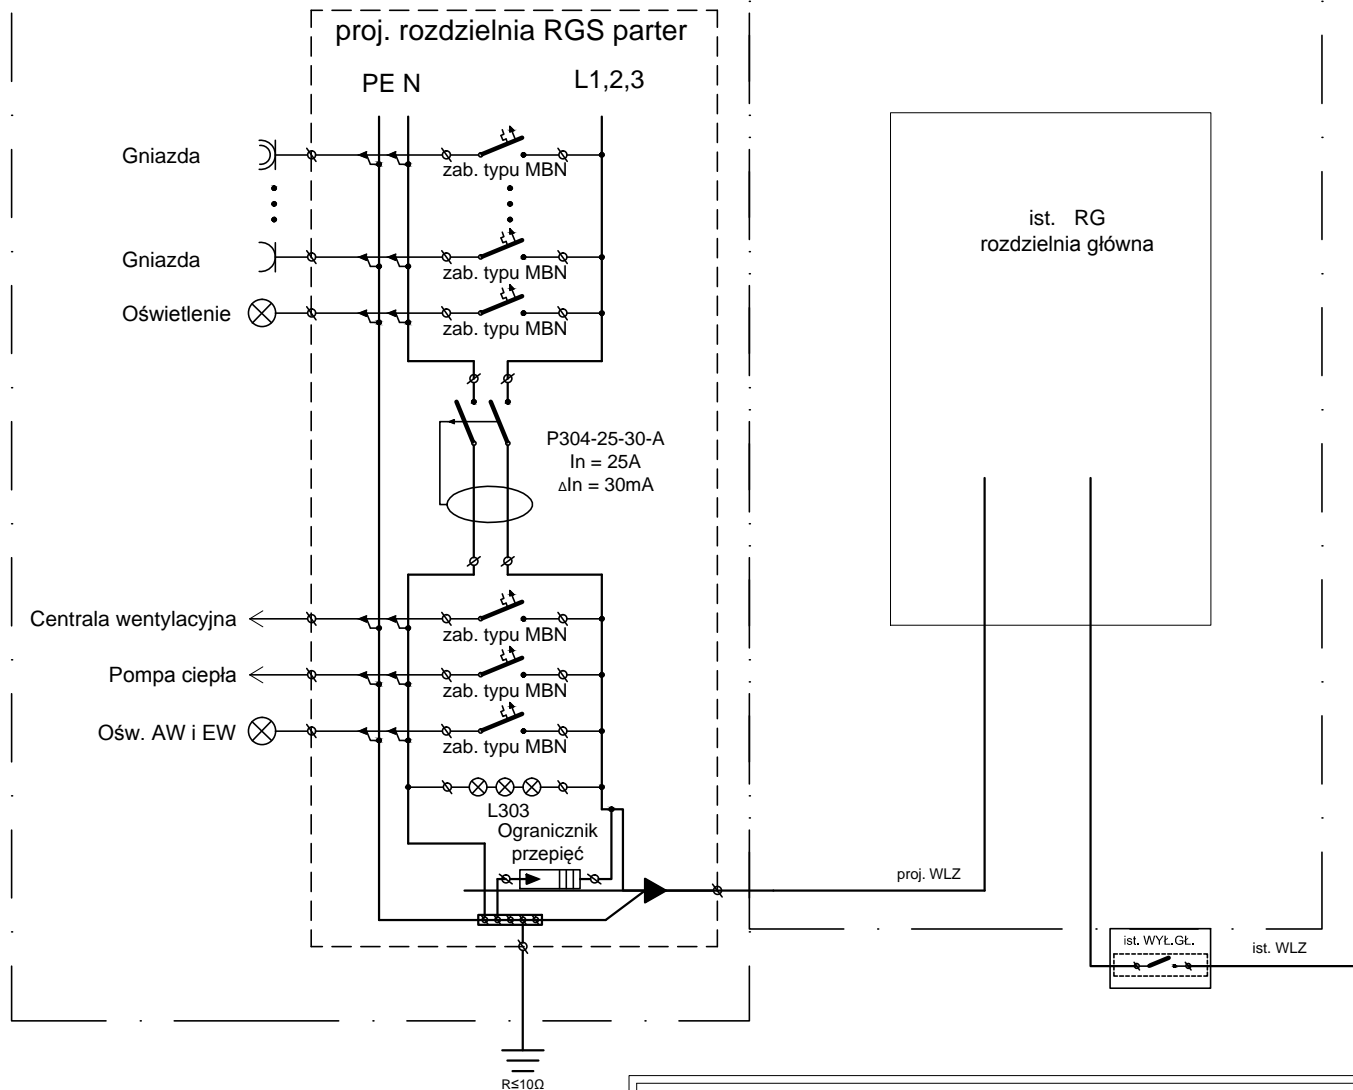 proj. rozdzielnia RGS parter
PE N
L1,2,3
Gniazda
zab. typu MBN
Gniazda
zab. typu MBN
Oświetlenie
zab. typu MBN
P304-25-30-A
In = 25A
ΔIn = 30mA
Centrala wentylacyjna
zab. typu MBN
Pompa ciepła
zab. typu MBN
Ośw. AW i EW
zab. typu MBN
L303
Ogranicznik
przepięć
R≤10Ω
ist. RG
rozdzielnia główna
proj. WLZ
ist. WYŁ.GŁ.
ist. WLZ